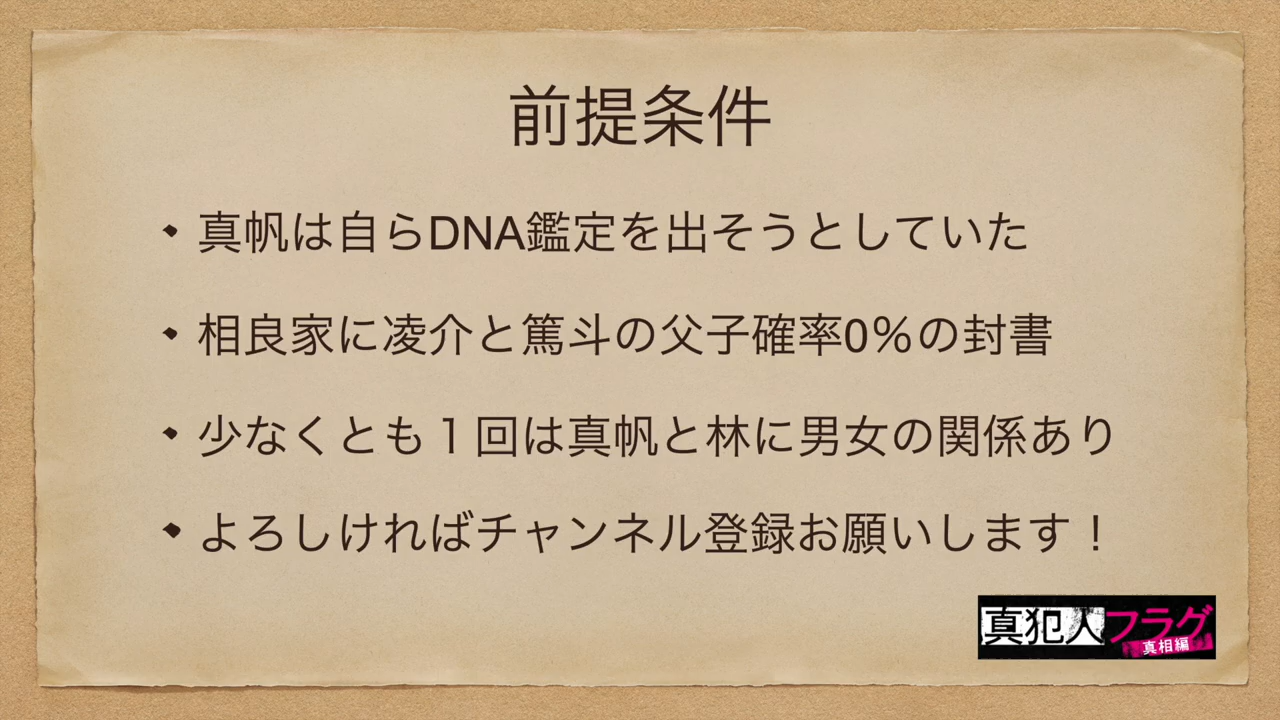 前提条件
・真帆は自らDNA鑑定を出そうとしていた
・相良家に凌介と篤斗の父子確率0%の封書
・少なくとも1回は真帆と林に男女の関係あり
・よろしければチャンネル登録お願いします！
真犯人フラグ
真相編